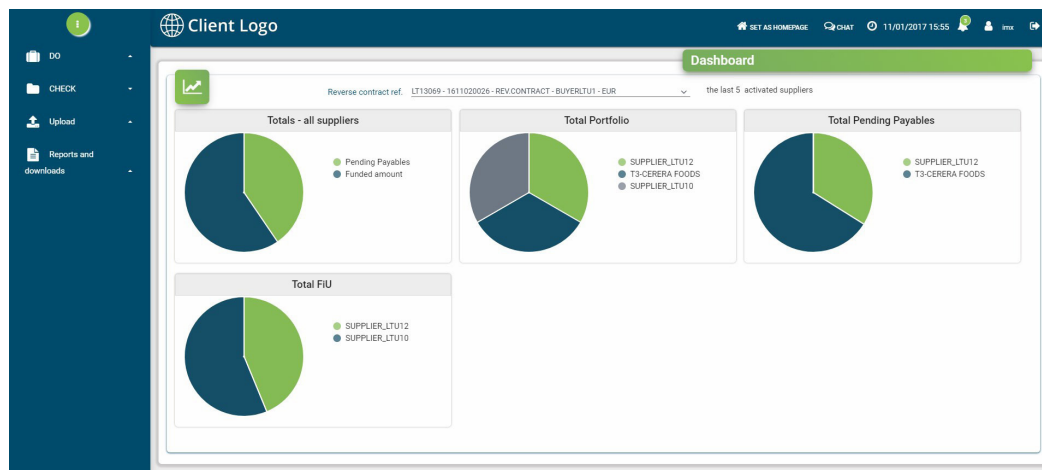 Client Logo
SET AS HOMEPAGE CHAT 11/01/2017 15:55 imx
DO
CHECK
Upload
Reports and
downloads
Dashboard
Reverse contract ref. LT13069 - 1611020026 - REV.CONTRACT - BUYERLTU1 - EUR the last 5 activated suppliers
Totals - all suppliers
Pending Payables
Funded amount
Total Portfolio
SUPPLIER_LTU12
T3-CERERA FOODS
SUPPLIER_LTU10
Total Pending Payables
SUPPLIER_LTU12
T3-CERERA FOODS
Total FiU
SUPPLIER_LTU12
SUPPLIER_LTU10